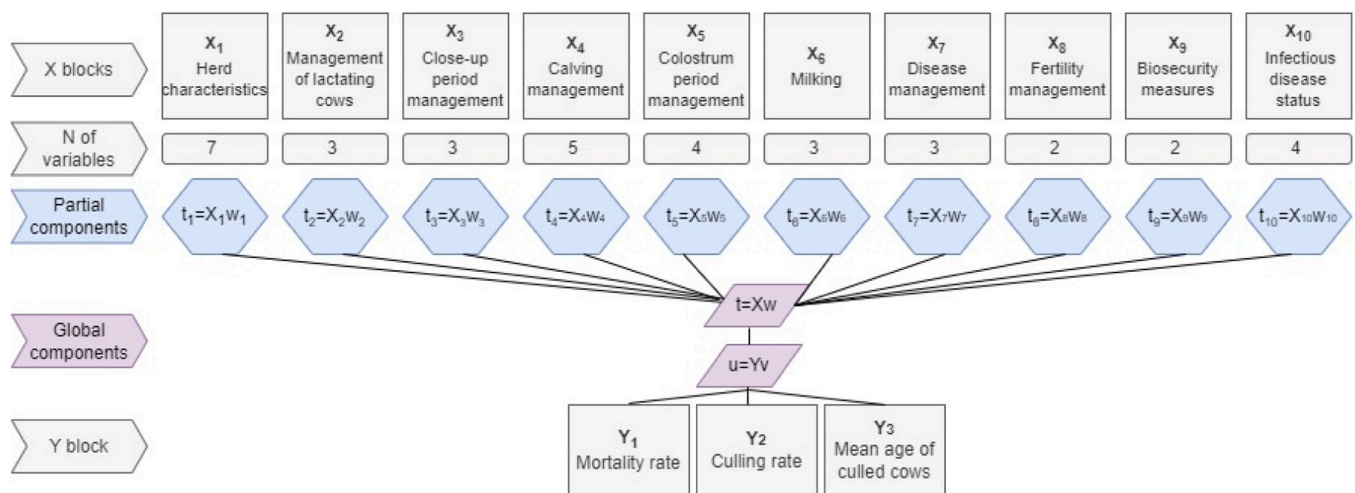 X blocks
X1
Herd
characteristics
X2
Management
of lactating
cows
X3
Close-up
period
management
X4
Calving
management
X5
Colostrum
period
management
X6
Milking
X7
Disease
management
X8
Fertility
management
X9
Biosecurity
measures
X10
Infectious
disease
status
N of
variables
7
3
3
5
4
3
3
2
2
4
Partial
components
t1=X1w1
t2=X2w2
t3=X3w3
t4=X4w4
t5=X5w5
t6=X6w6
t7=X7w7
t8=X8w8
t9=X9w9
t10=X10w10
t=Xw
Global
components
u=Yv
Y block
Y1
Mortality rate
Y2
Culling rate
Y3
Mean age of
culled cows